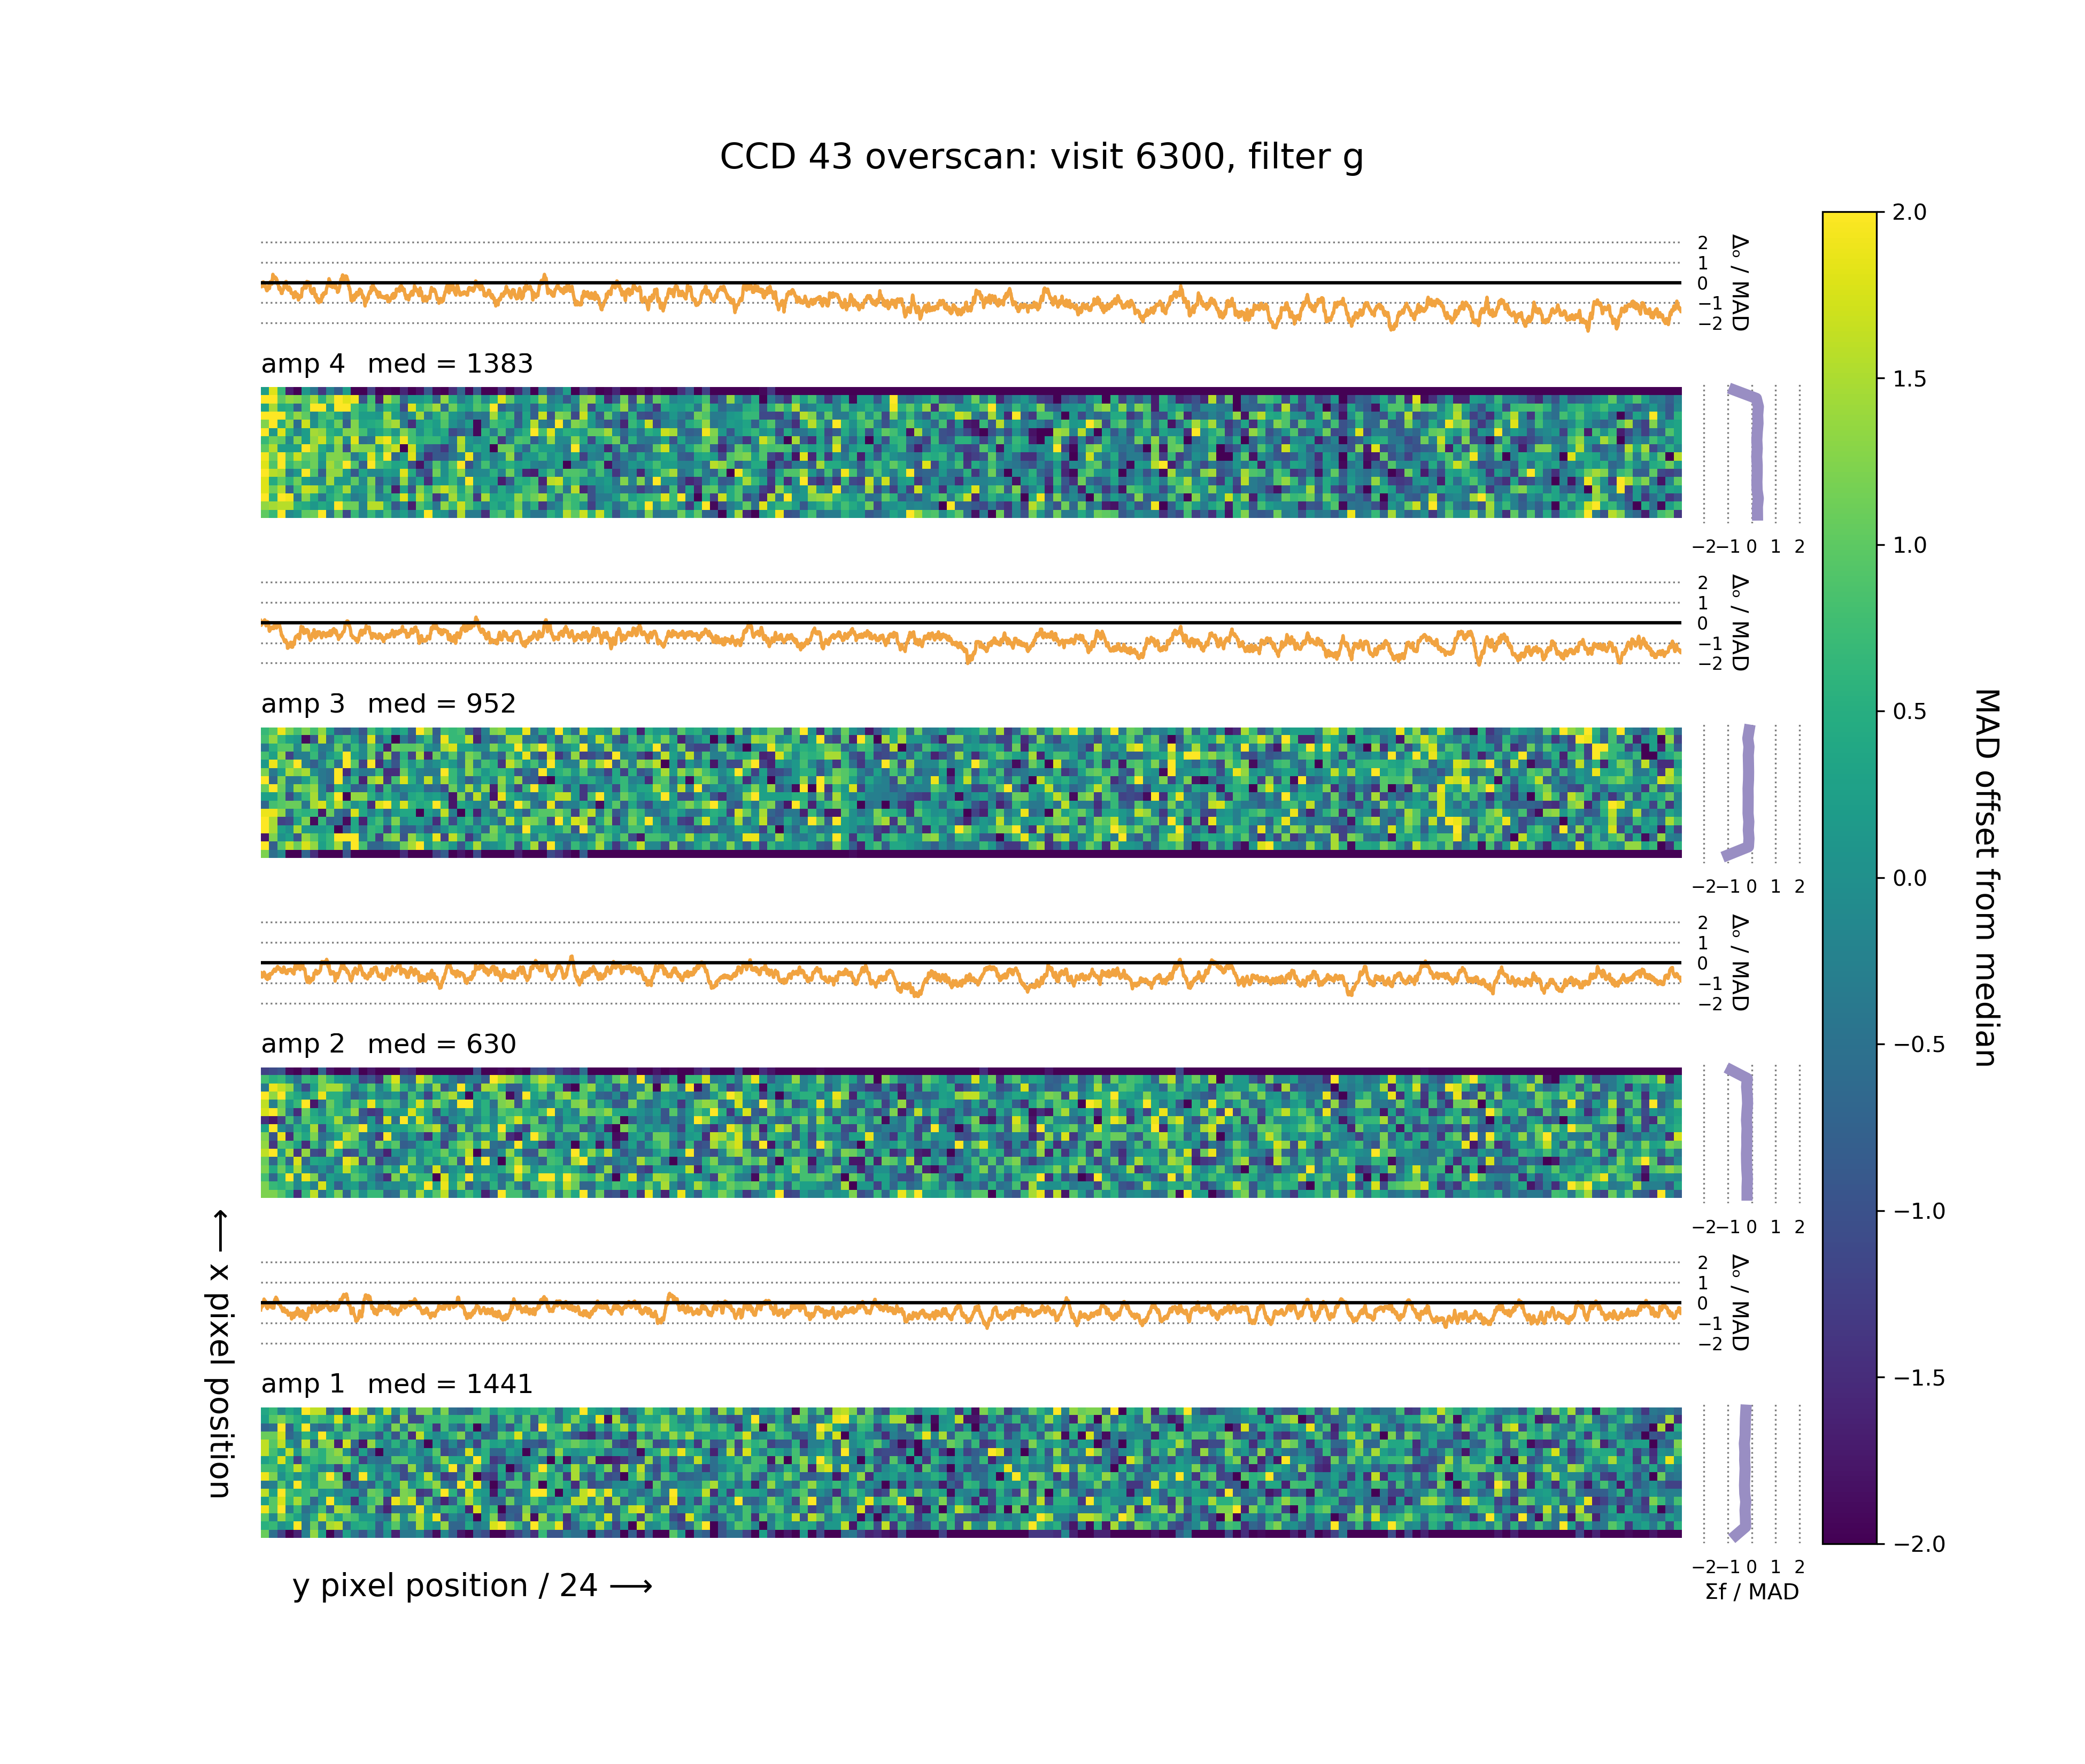 CCD 43 overscan: visit 6300, filter g
2
1
0
−1
−2
Δₒ / MAD
amp 4 med = 1383
−2 −1 0 1 2
2
1
0
−1
−2
Δₒ / MAD
amp 3 med = 952
−2 −1 0 1 2
2
1
0
−1
−2
Δₒ / MAD
amp 2 med = 630
−2 −1 0 1 2
2
1
0
−1
−2
Δₒ / MAD
amp 1 med = 1441
−2 −1 0 1 2
Σf / MAD
y pixel position / 24 ⟶
⟵ x pixel position
2.0
1.5
1.0
0.5
0.0
−0.5
−1.0
−1.5
−2.0
MAD offset from median